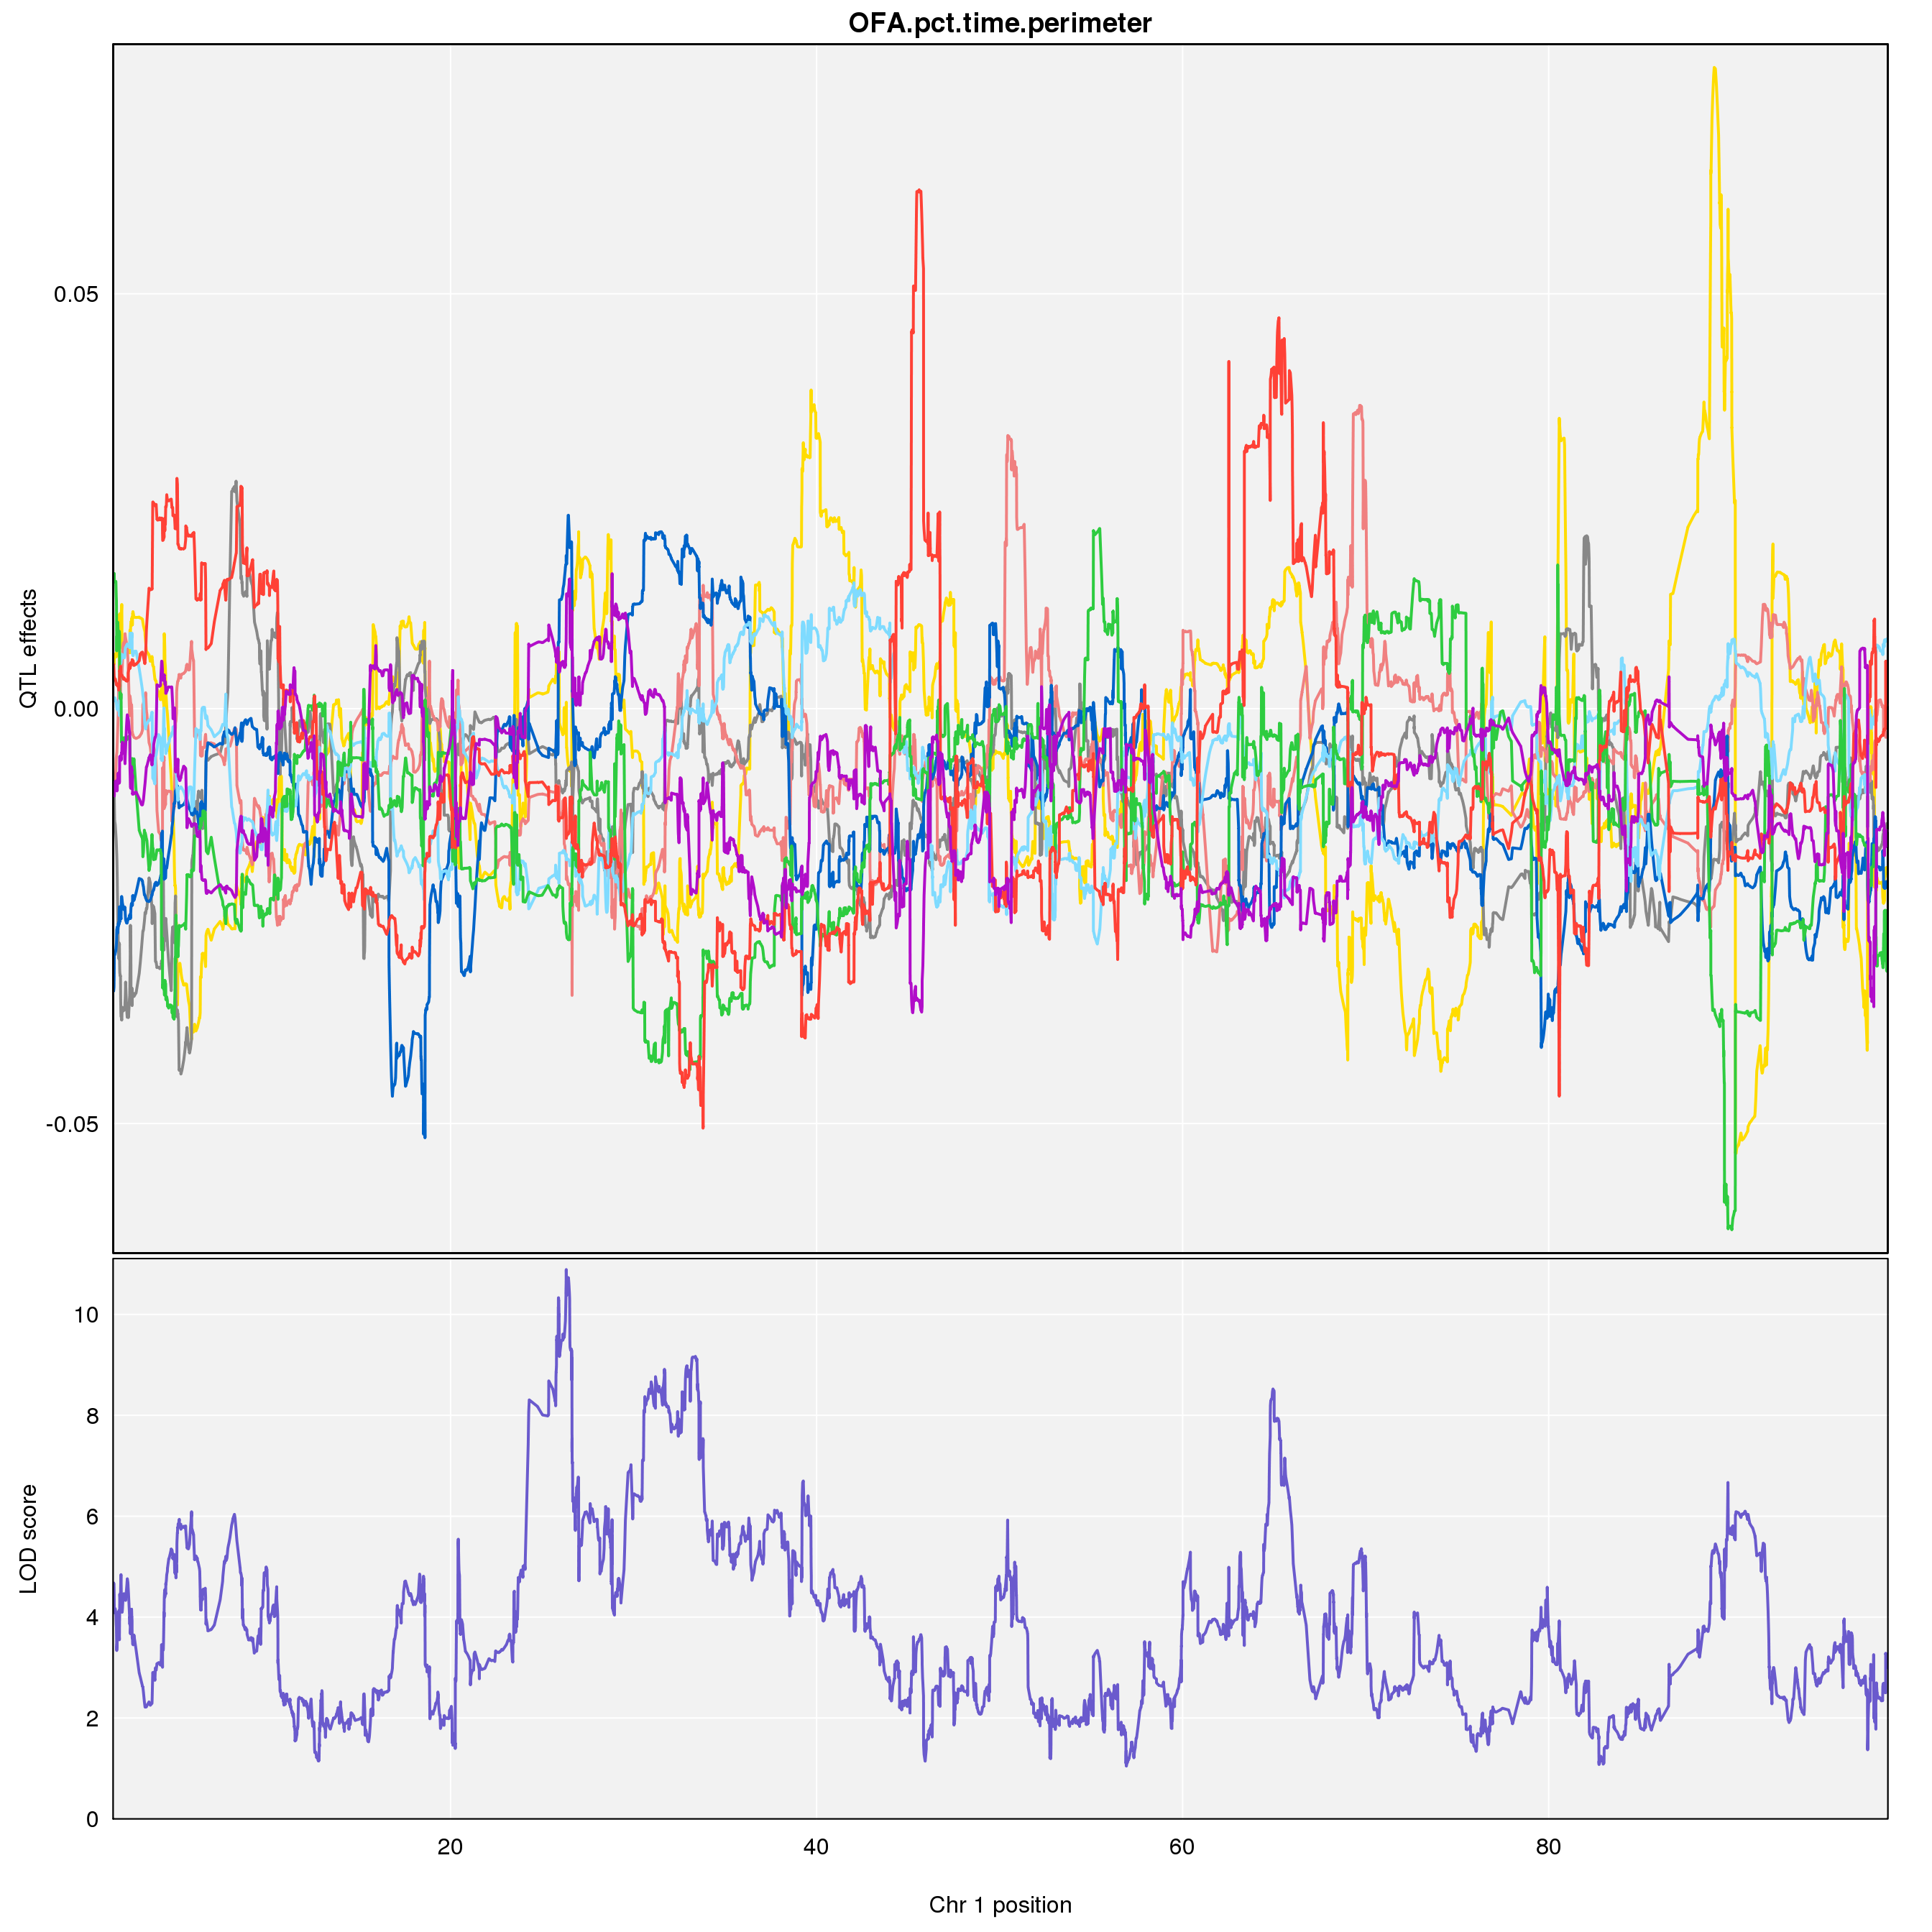 OFA.pct.time.perimeter
QTL effects
0.05
0.00
-0.05
LOD score
10
8
6
4
2
0
20 40 60 80
Chr 1 position